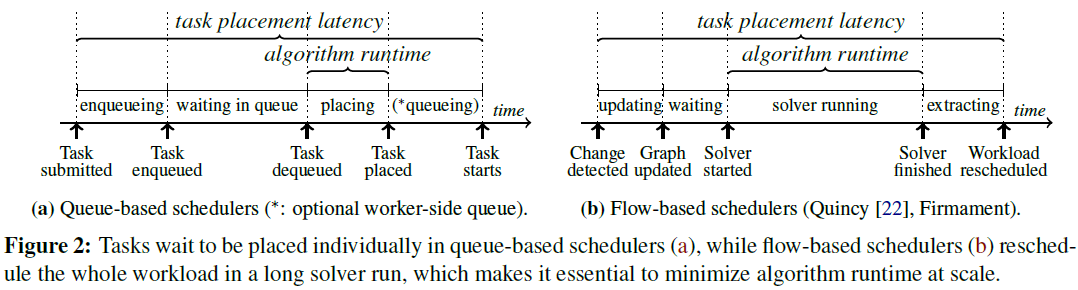 task placement latency
algorithm runtime
enqueueing waiting in queue placing (*queueing) time
Task submitted
Task enqueued
Task dequeued
Task placed
Task starts
(a) Queue-based schedulers (*: optional worker-side queue).
task placement latency
algorithm runtime
updating waiting solver running extracting time
Change detected
Graph updated
Solver started
Solver finished
Workload rescheduled
(b) Flow-based schedulers (Quincy [22], Firmament).
Figure 2: Tasks wait to be placed individually in queue-based schedulers (a), while flow-based schedulers (b) resched-
ule the whole workload in a long solver run, which makes it essential to minimize algorithm runtime at scale.